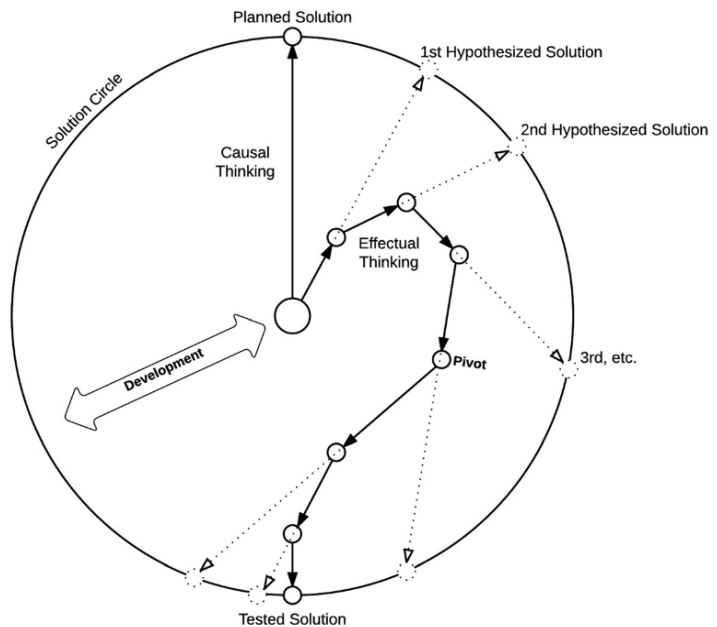 Planned Solution
1st Hypothesized Solution
Solution Circle
2nd Hypothesized Solution
Causal
Thinking
Effectual
Thinking
Development
Pivot
3rd, etc.
Tested Solution